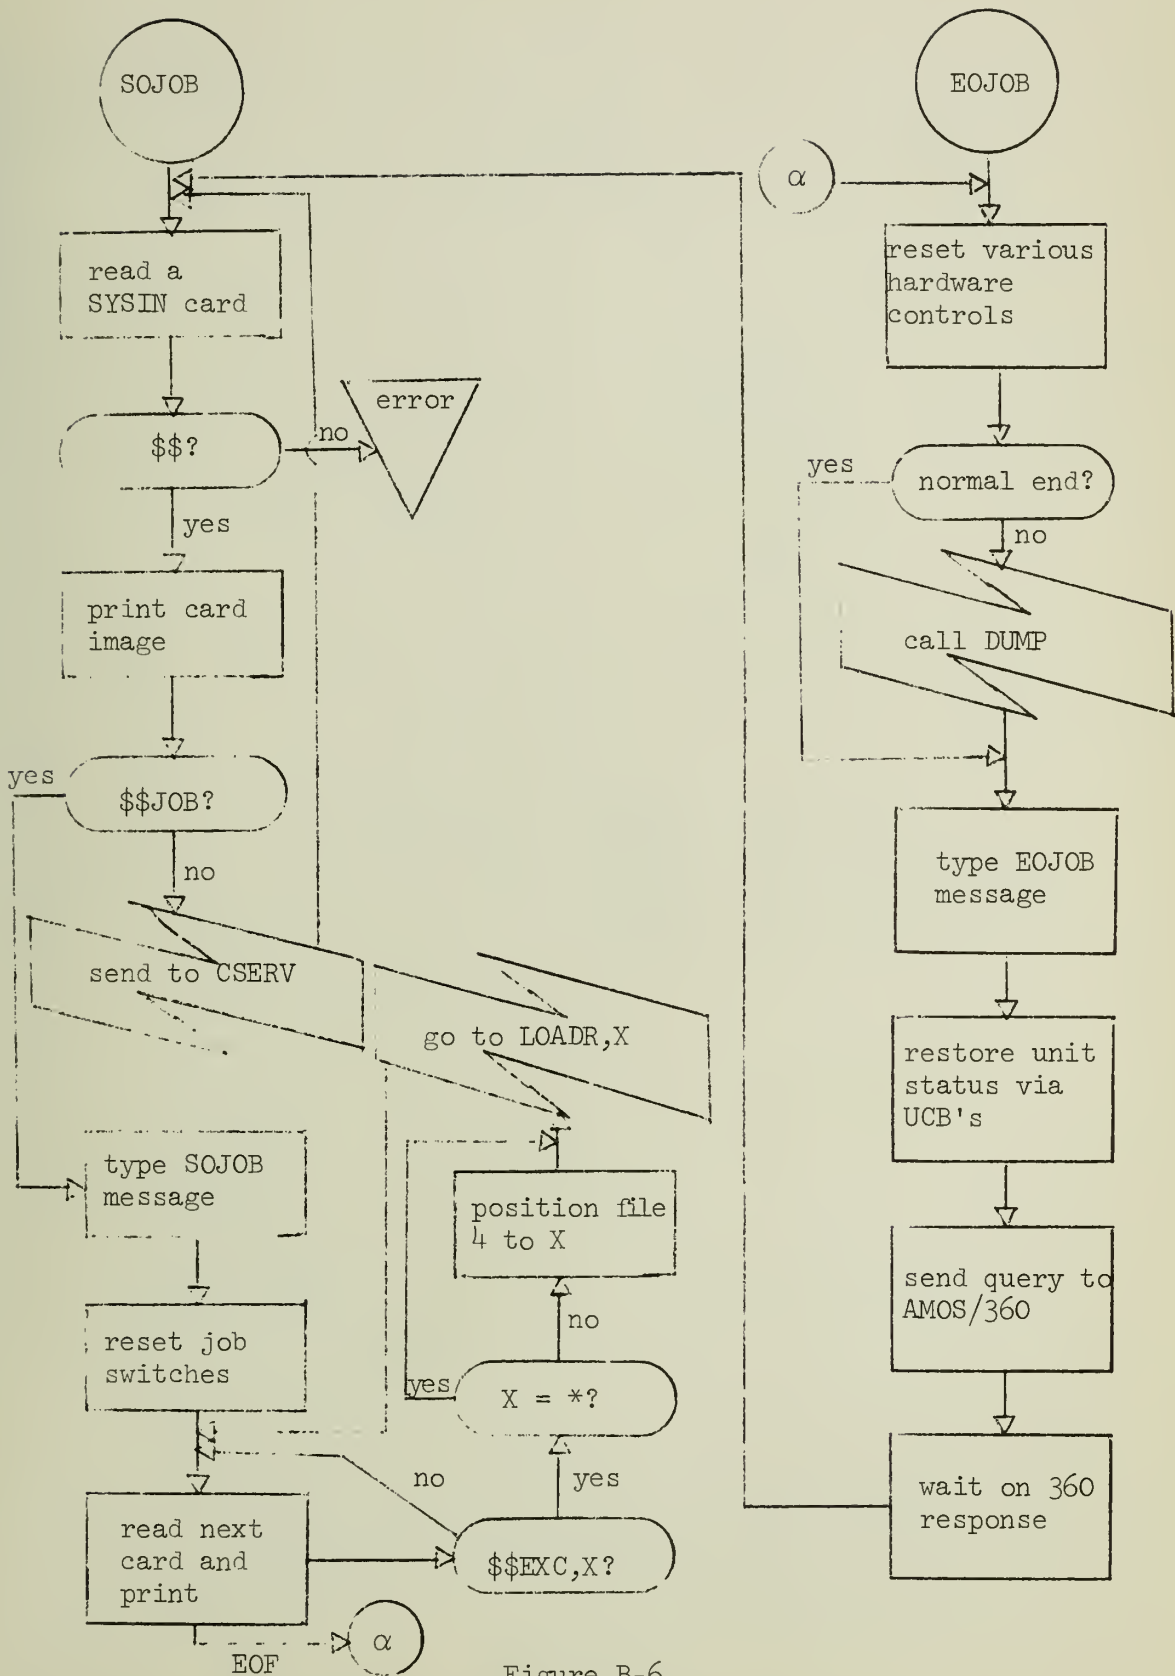 SOJOB
read a
SYSIN card
$$?
no
error
yes
print card
image
$$JOB?
yes
no
send to CSERV
go to LOADR,X
type SOJOB
message
position file
4 to X
reset job
switches
no
X = *?
yes
no
yes
read next
card and
print
$$EXC,X?
EOF
α
EOJOB
α
reset various
hardware
controls
normal end?
yes
no
call DUMP
type EOJOB
message
restore unit
status via
UCB's
send query to
AMOS/360
wait on 360
response
Figure B-6